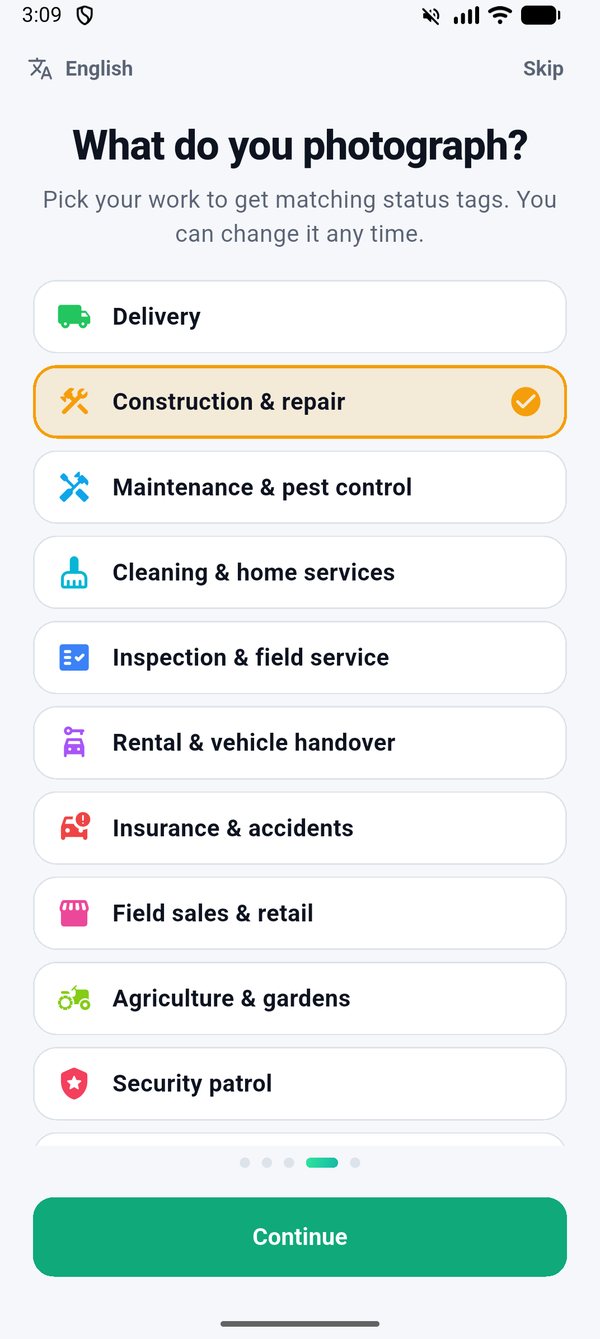 3:09
English
Skip
What do you photograph?
Pick your work to get matching status tags. You
can change it any time.
Delivery
Construction & repair
Maintenance & pest control
Cleaning & home services
Inspection & field service
Rental & vehicle handover
Insurance & accidents
Field sales & retail
Agriculture & gardens
Security patrol
Continue